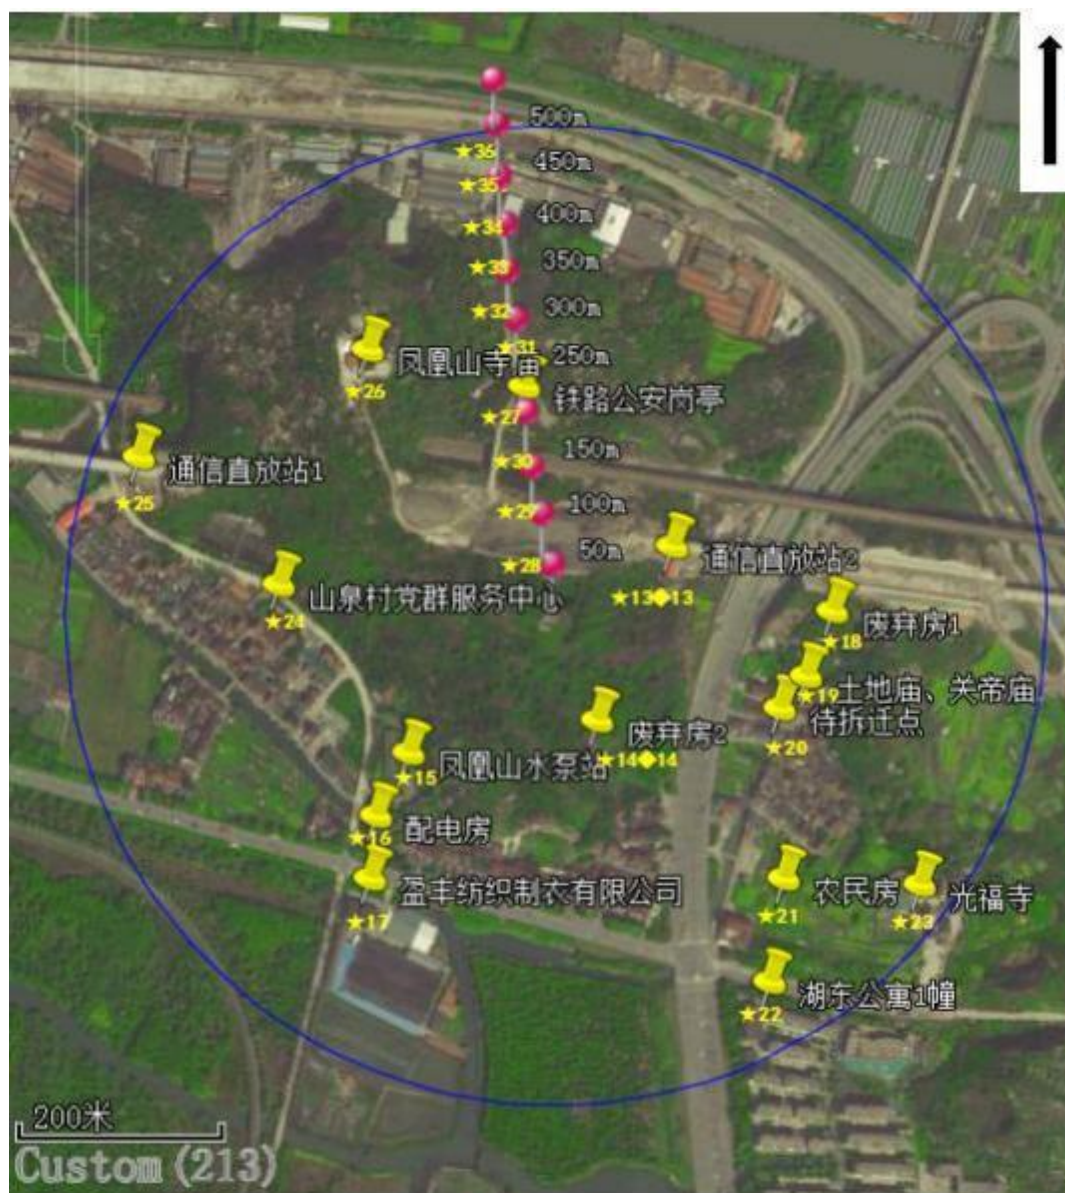 500m
★36
450m
★35
400m
★34
350m
★33
300m
★32
★31
250m
凤凰山寺庙
★26
铁路公安岗亭
★27
150m
★30
通信直放站1
★25
100m
★29
50m
★28
通信直放站2
★13◆13
山泉村党群服务中心
★24
废弃房1
★18
土地庙、关帝庙
★19
待拆迁点
★20
废弃房2
★14◆14
凤凰山水泵站
★15
配电房
★16
盈丰纺织制衣有限公司
★17
农民房
★21
光福寺
★23
湖东公寓1幢
★22
200米
Custom(213)